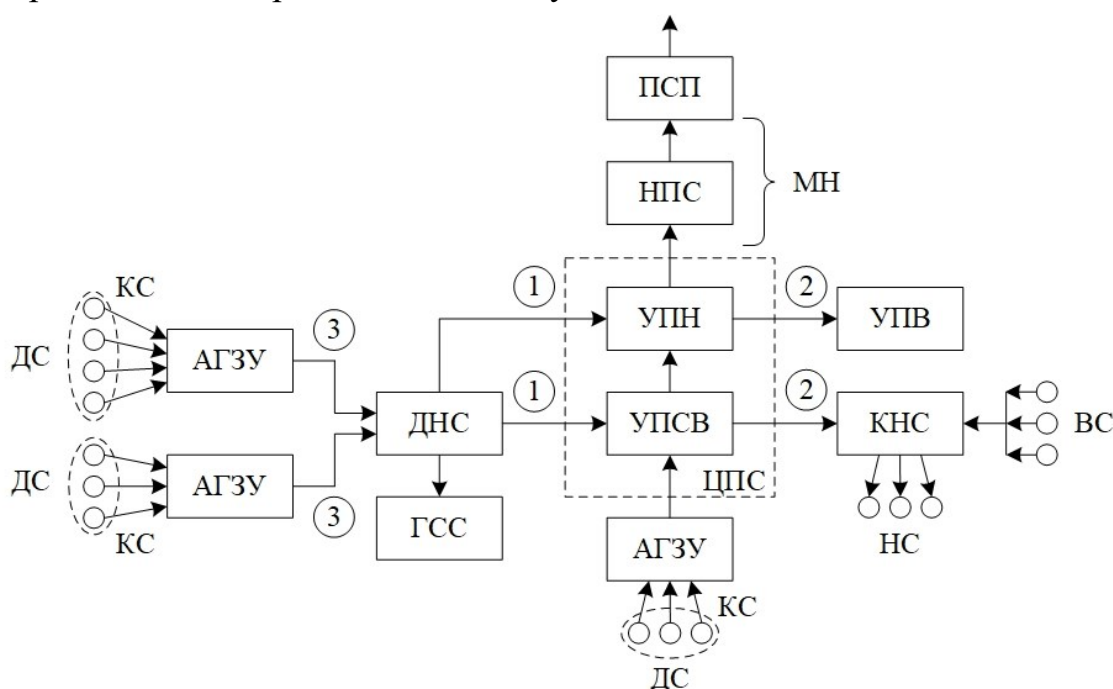 ПСП
НПС
МН
КС
1
2
УПН
УПВ
3
АГЗУ
ДС
1
2
ДНС
УПСВ
КНС
ВС
ДС
АГЗУ
ЦПС
3
ГСС
АГЗУ
НС
КС
КС
ДС